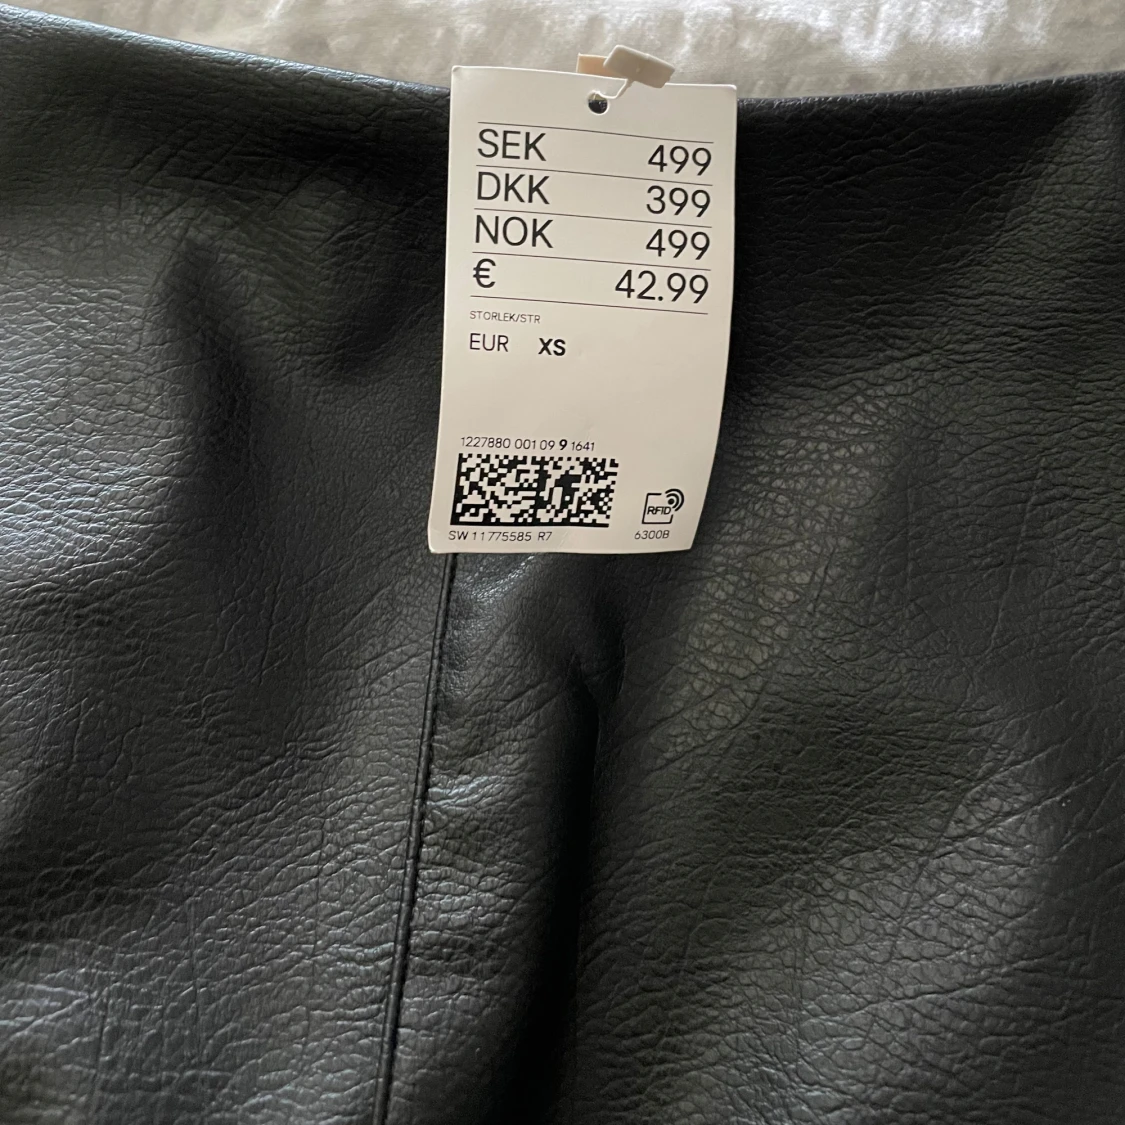 SEK 499
DKK 399
NOK 499
€ 42.99
STORLEK/STR
EUR XS
1227880 001 09 9 1641
RFID
SW 11775585 R7
6300B